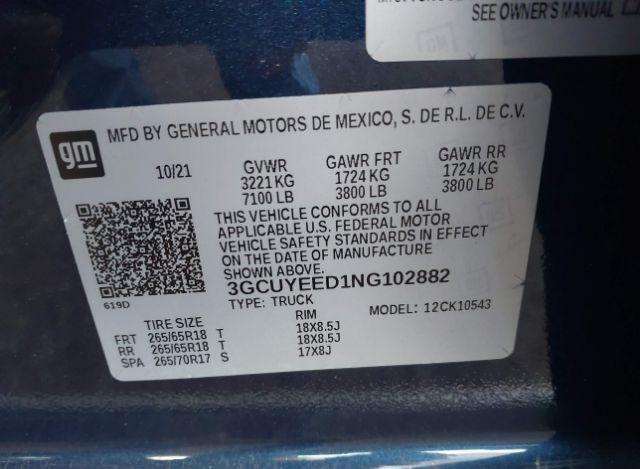 SEE OWNER'S MANUAL
gm
MFD BY GENERAL MOTORS DE MEXICO, S. DE R.L. DE C.V.
10/21 GVWR GAWR FRT GAWR RR
3221 KG 1724 KG 1724 KG
7100 LB 3800 LB 3800 LB
THIS VEHICLE CONFORMS TO ALL
APPLICABLE U.S. FEDERAL MOTOR
VEHICLE SAFETY STANDARDS IN EFFECT
ON THE DATE OF MANUFACTURE
SHOWN ABOVE.
3GCUYEED1NG102882
619D
TYPE: TRUCK MODEL: 12CK10543
TIRE SIZE RIM
FRT 265/65R18 T 18X8.5J
RR 265/65R18 T 18X8.5J
SPA 265/70R17 S 17X8J